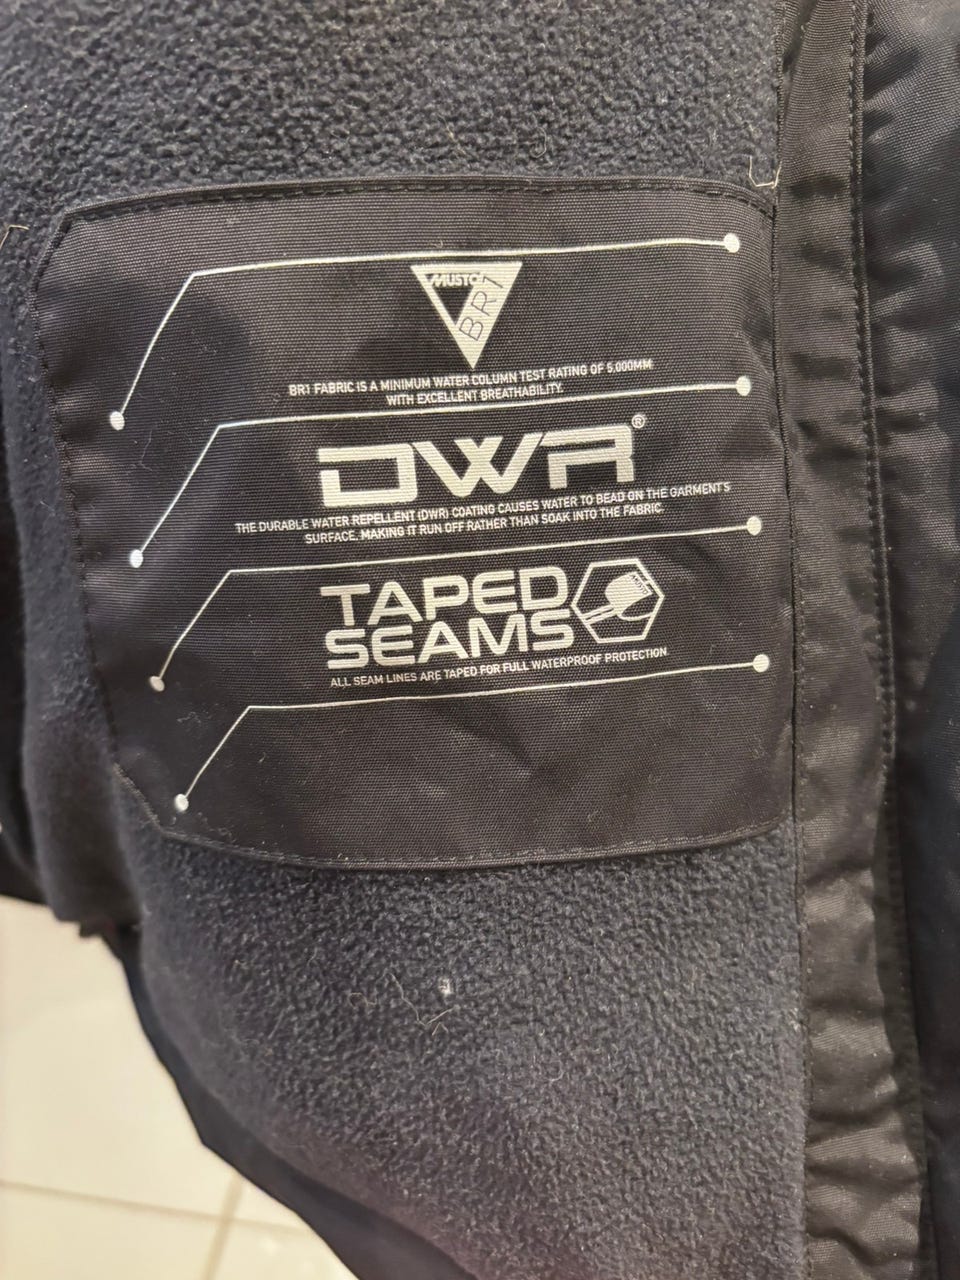 MUSTO
BR1
BR1 FABRIC IS A MINIMUM WATER COLUMN TEST RATING OF 5,000MM
WITH EXCELLENT BREATHABILITY.
DWR®
THE DURABLE WATER REPELLENT (DWR) COATING CAUSES WATER TO BEAD ON THE GARMENTS
SURFACE, MAKING IT RUN OFF RATHER THAN SOAK INTO THE FABRIC.
TAPED
SEAMS
ALL SEAM LINES ARE TAPED FOR FULL WATERPROOF PROTECTION